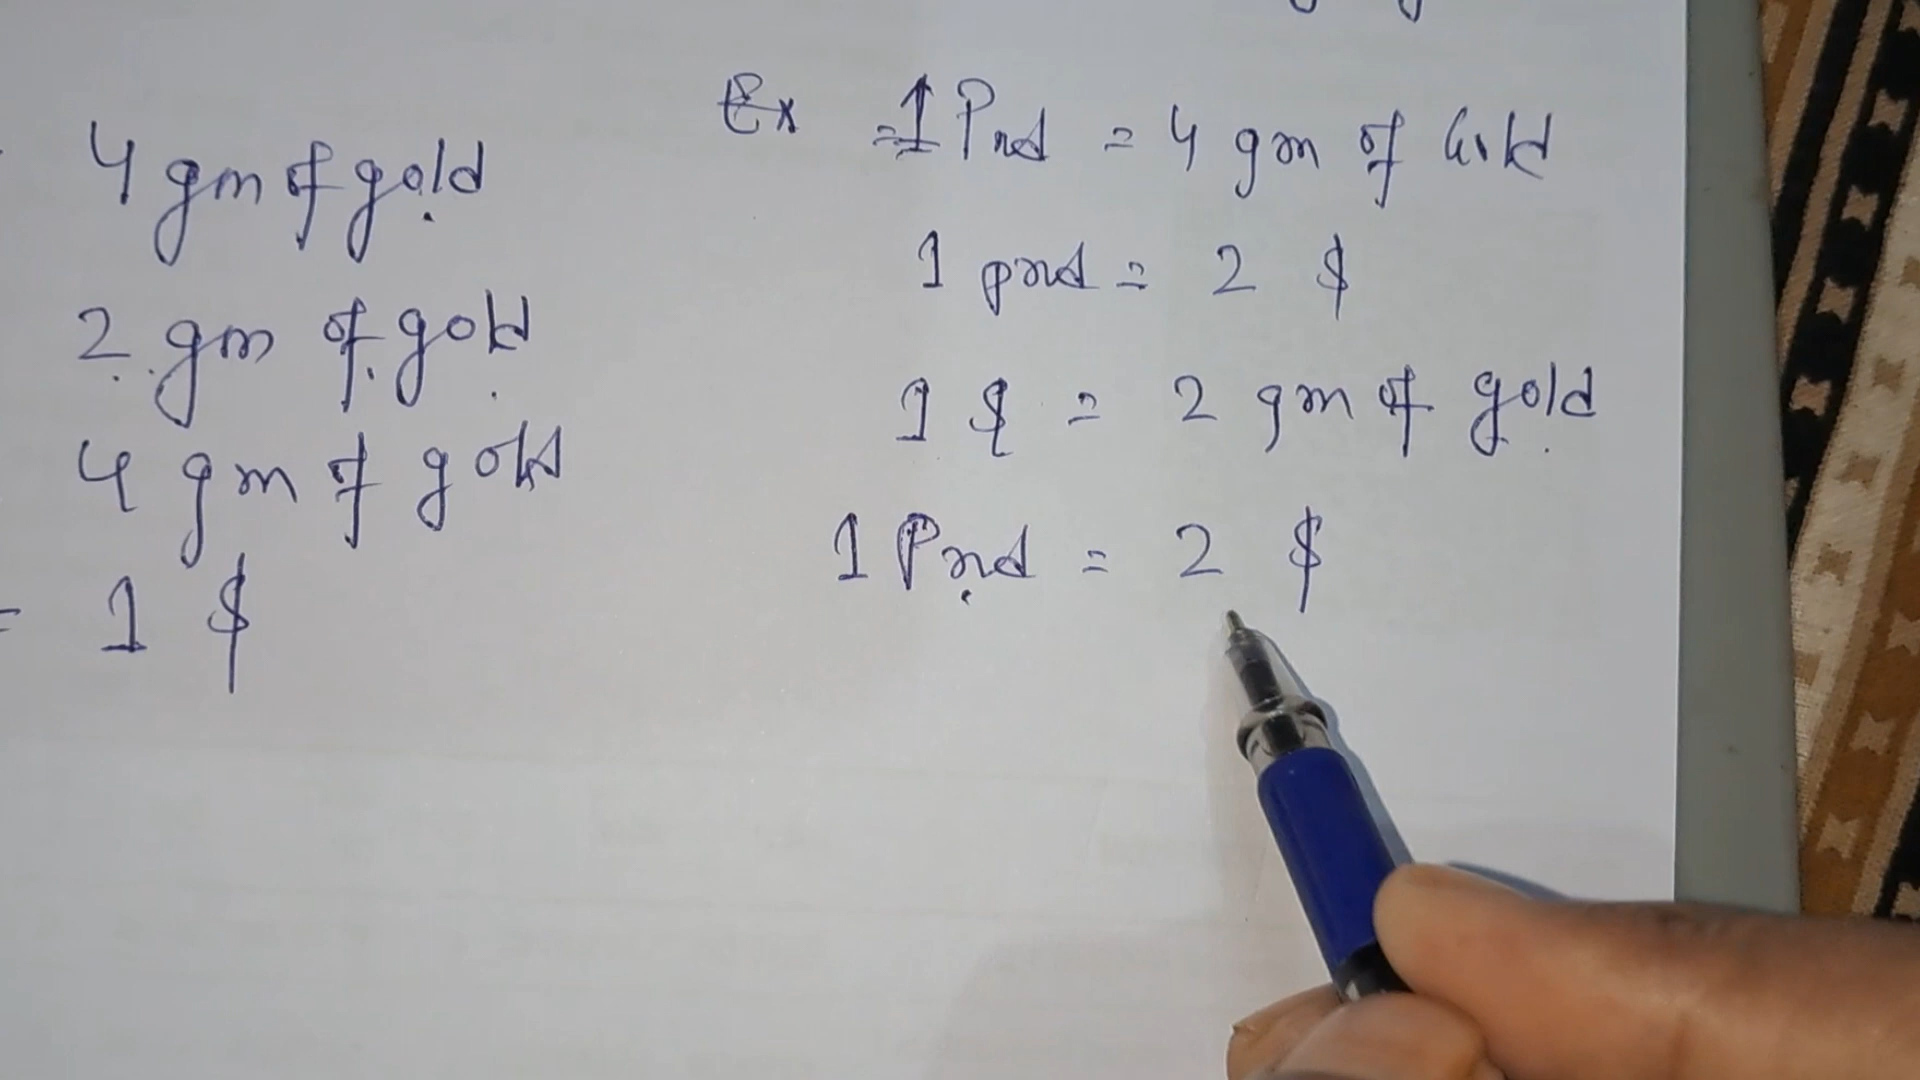 4 gm of gold
2 gm of gold
4 gm of gold
= 1 $
Ex = 1 Pnd = 4 gm of Gold
1 pnd = 2 $
1 $ = 2 gm of gold
1 Pnd = 2 $